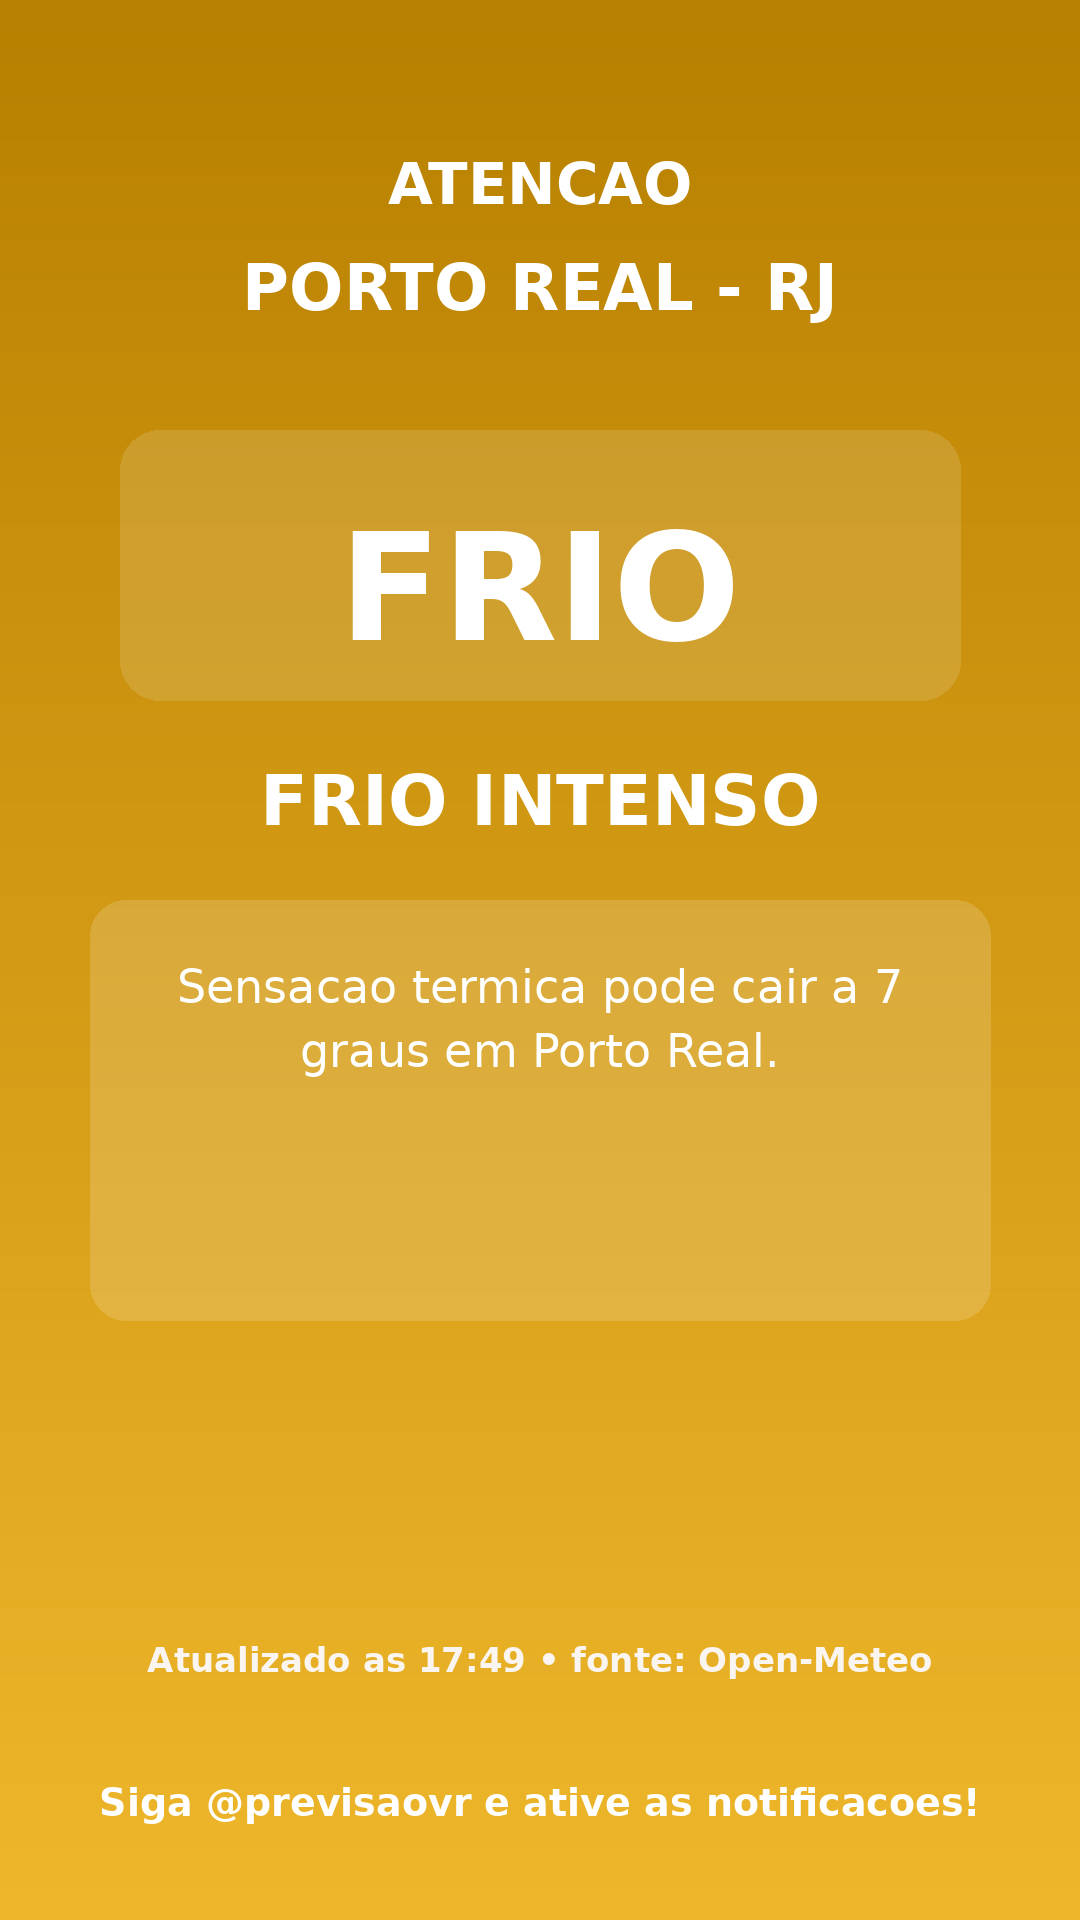 ATENCAO
PORTO REAL - RJ
FRIO
FRIO INTENSO
Sensacao termica pode cair a 7
graus em Porto Real.
Atualizado as 17:49 • fonte: Open-Meteo
Siga @previsaovr e ative as notificacoes!